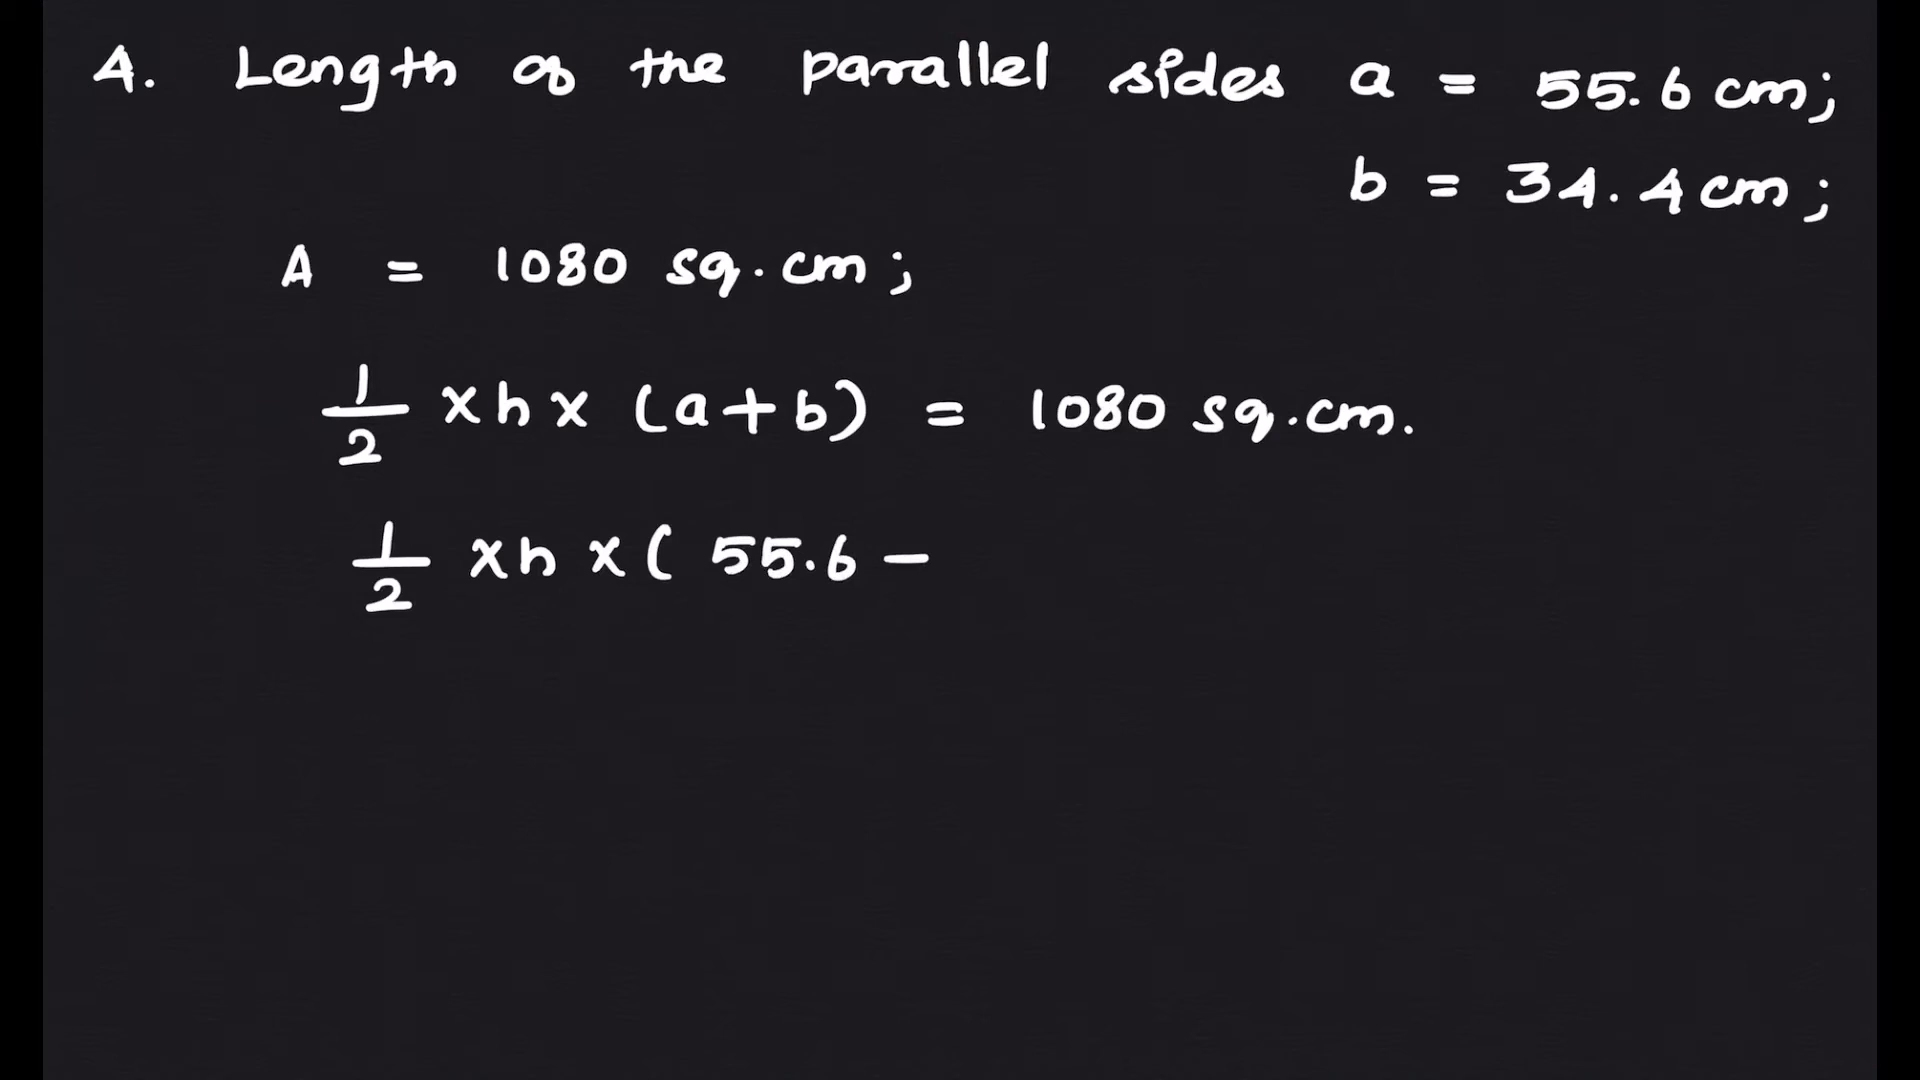 4. Length of the parallel sides a = 55.6 cm;
b = 34.4 cm;
A = 1080 sq.cm;
1/2 x h x (a+b) = 1080 sq.cm.
1/2 x h x ( 55.6 –